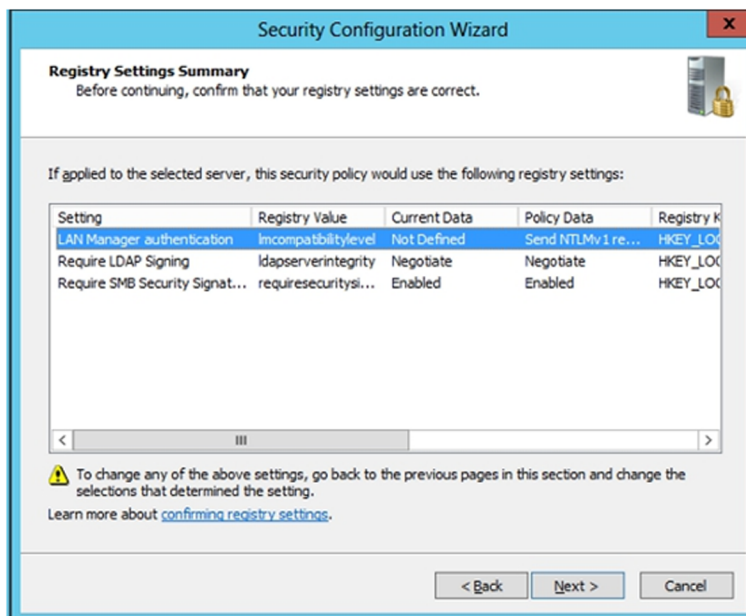 Security Configuration Wizard
x
Registry Settings Summary
Before continuing, confirm that your registry settings are correct.
If applied to the selected server, this security policy would use the following registry settings:
Setting Registry Value Current Data Policy Data Registry K
LAN Manager authentication lmcompatibilitylevel Not Defined Send NTLMv1 re... HKEY_LOC
Require LDAP Signing ldapserverintegrity Negotiate Negotiate HKEY_LOC
Require SMB Security Signat... requiresecuritysi... Enabled Enabled HKEY_LOC
To change any of the above settings, go back to the previous pages in this section and change the
selections that determined the setting.
Learn more about confirming registry settings.
< Back Next > Cancel